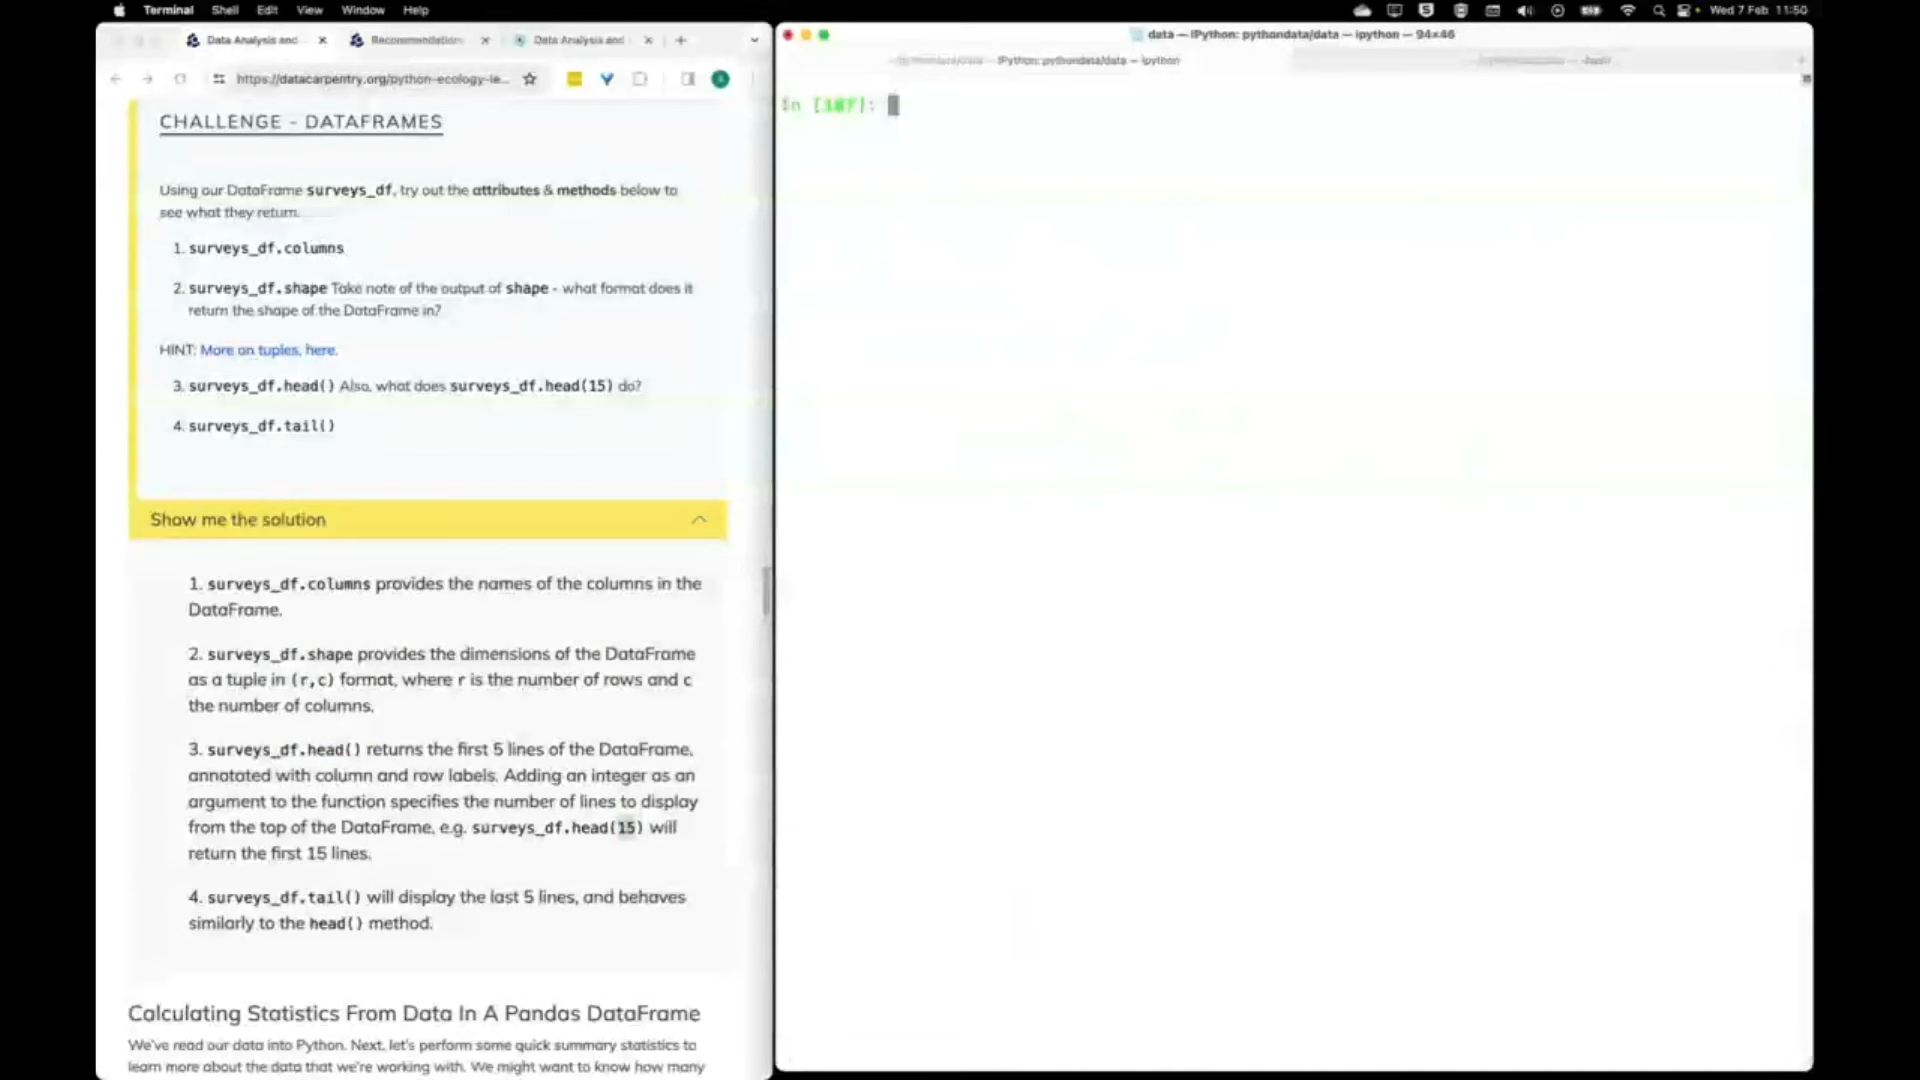 Terminal Shell Edit View Window Help
Wed 7 Feb 11:50
Data Analysis and
Recommendations
Data Analysis and
https://datacarpentry.org/python-ecology-le...
data — IPython: pythondata/data — ipython — 94×46
IPython: pythondata/data — ipython
CHALLENGE - DATAFRAMES
Using our DataFrame surveys_df, try out the attributes & methods below to
see what they return.
1. surveys_df.columns
2. surveys_df.shape Take note of the output of shape - what format does it
return the shape of the DataFrame in?
HINT: More on tuples, here.
3. surveys_df.head() Also, what does surveys_df.head(15) do?
4. surveys_df.tail()
Show me the solution
1. surveys_df.columns provides the names of the columns in the
DataFrame.
2. surveys_df.shape provides the dimensions of the DataFrame
as a tuple in (r,c) format, where r is the number of rows and c
the number of columns.
3. surveys_df.head() returns the first 5 lines of the DataFrame,
annotated with column and row labels. Adding an integer as an
argument to the function specifies the number of lines to display
from the top of the DataFrame, e.g. surveys_df.head(15) will
return the first 15 lines.
4. surveys_df.tail() will display the last 5 lines, and behaves
similarly to the head() method.
Calculating Statistics From Data In A Pandas DataFrame
We've read our data into Python. Next, let's perform some quick summary statistics to
learn more about the data that we're working with. We might want to know how many
In [107]: